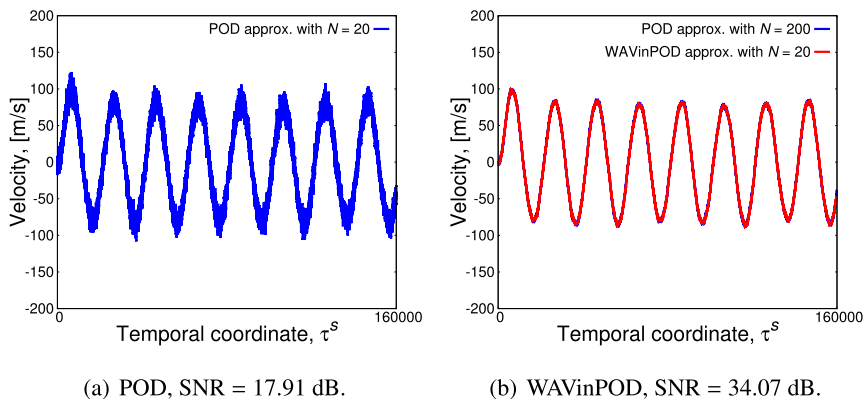 200
150
100
50
0
-50
-100
-150
-200
Velocity, [m/s]
POD approx. with N = 20
0
160000
Temporal coordinate, τˢ
(a) POD, SNR = 17.91 dB.
200
150
100
50
0
-50
-100
-150
-200
Velocity, [m/s]
POD approx. with N = 200
WAVinPOD approx. with N = 20
0
160000
Temporal coordinate, τˢ
(b) WAVinPOD, SNR = 34.07 dB.